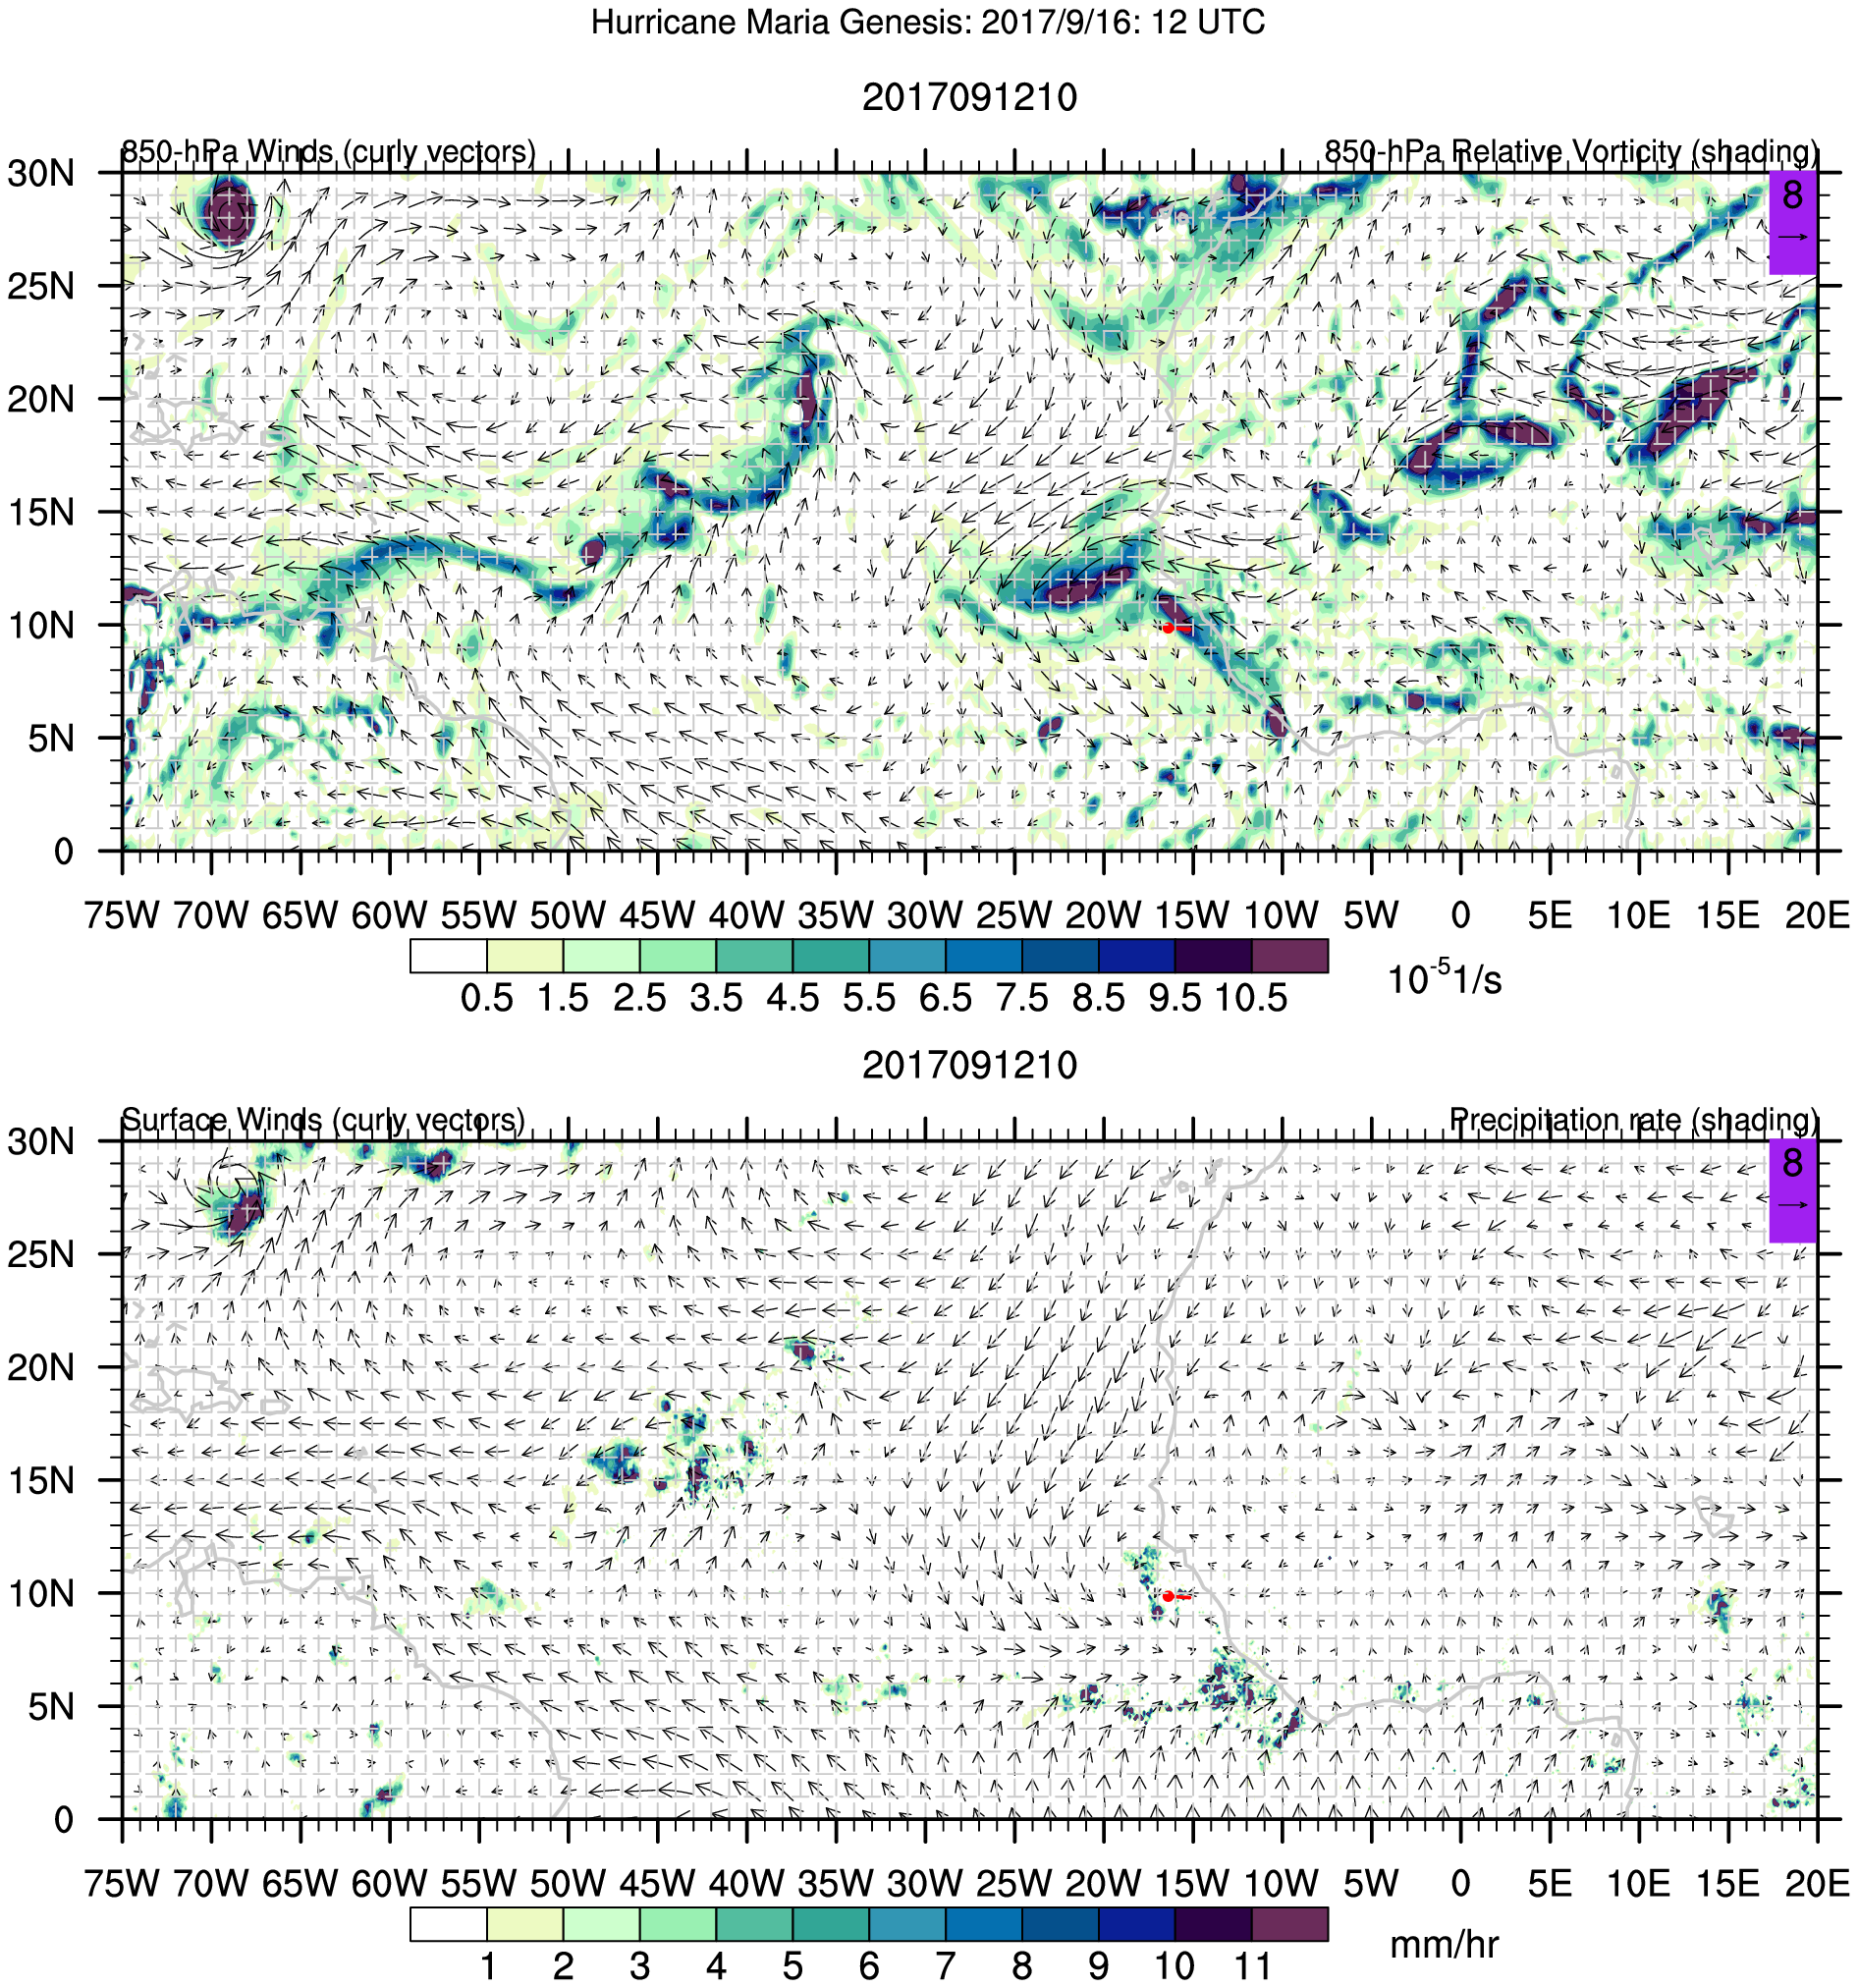 Hurricane Maria Genesis: 2017/9/16: 12 UTC
2017091210
850-hPa Winds (curly vectors)
850-hPa Relative Vorticity (shading)
8
30N
25N
20N
15N
10N
5N
0
75W 70W 65W 60W 55W 50W 45W 40W 35W 30W 25W 20W 15W 10W 5W 0 5E 10E 15E 20E
0.5 1.5 2.5 3.5 4.5 5.5 6.5 7.5 8.5 9.5 10.5
10⁻⁵1/s
2017091210
Surface Winds (curly vectors)
Precipitation rate (shading)
8
30N
25N
20N
15N
10N
5N
0
75W 70W 65W 60W 55W 50W 45W 40W 35W 30W 25W 20W 15W 10W 5W 0 5E 10E 15E 20E
1 2 3 4 5 6 7 8 9 10 11
mm/hr